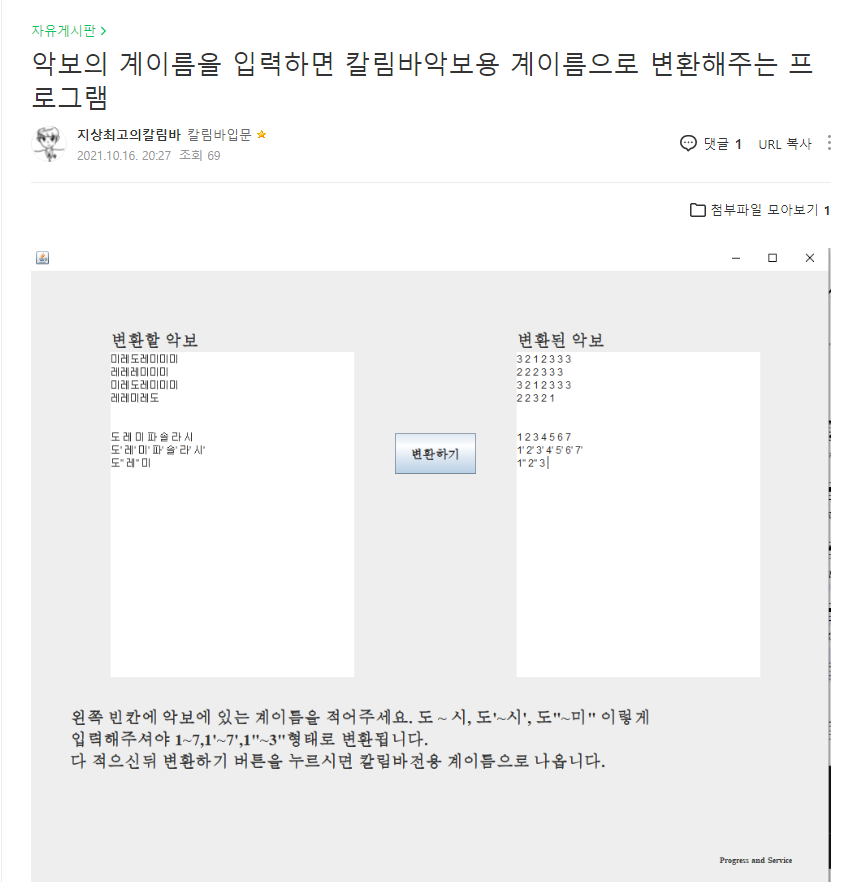 자유게시판 >
악보의 계이름을 입력하면 칼림바악보용 계이름으로 변환해주는 프
로그램
지상최고의칼림바 칼림바입문
2021.10.16. 20:27 조회 69
댓글 1 URL 복사
첨부파일 모아보기 1
변환할 악보
미레도레미미미
레레레미미미
미레도레미미미
레레미레도
도 레 미 파 솔 라 시
도' 레' 미' 파' 솔' 라' 시'
도" 레" 미
변환하기
변환된 악보
3 2 1 2 3 3 3
2 2 2 3 3 3
3 2 1 2 3 3 3
2 2 3 2 1
1 2 3 4 5 6 7
1' 2' 3' 4' 5' 6' 7'
1" 2" 3
왼쪽 빈칸에 악보에 있는 계이름을 적어주세요. 도 ~ 시, 도'~시', 도"~미" 이렇게
입력해주셔야 1~7,1'~7',1"~3"형태로 변환됩니다.
다 적으신뒤 변환하기 버튼을 누르시면 칼림바전용 계이름으로 나옵니다.
Progress and Service